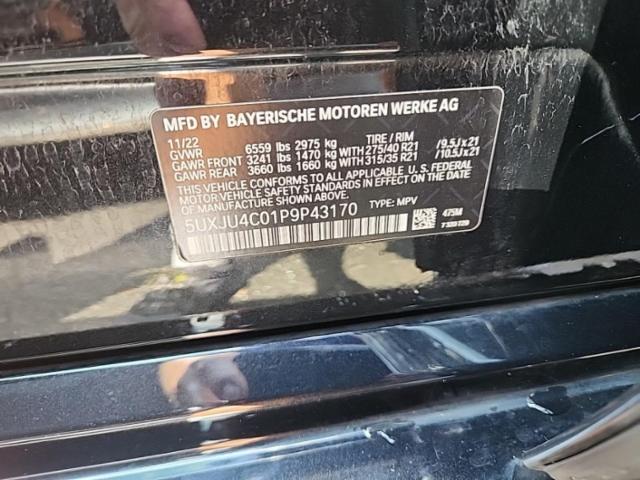 MFD BY BAYERISCHE MOTOREN WERKE AG
11/22 TIRE / RIM
GVWR 6559 lbs 2975 kg
GAWR FRONT 3241 lbs 1470 kg WITH 275/40 R21 /9.5J x 21
GAWR REAR 3660 lbs 1660 kg WITH 315/35 R21 /10.5J x 21
THIS VEHICLE CONFORMS TO ALL APPLICABLE U.S. FEDERAL
MOTOR VEHICLE SAFETY STANDARDS IN EFFECT ON THE
DATE OF MANUFACTURE SHOWN ABOVE.
5UXJU4C01P9P43170 TYPE: MPV 475M